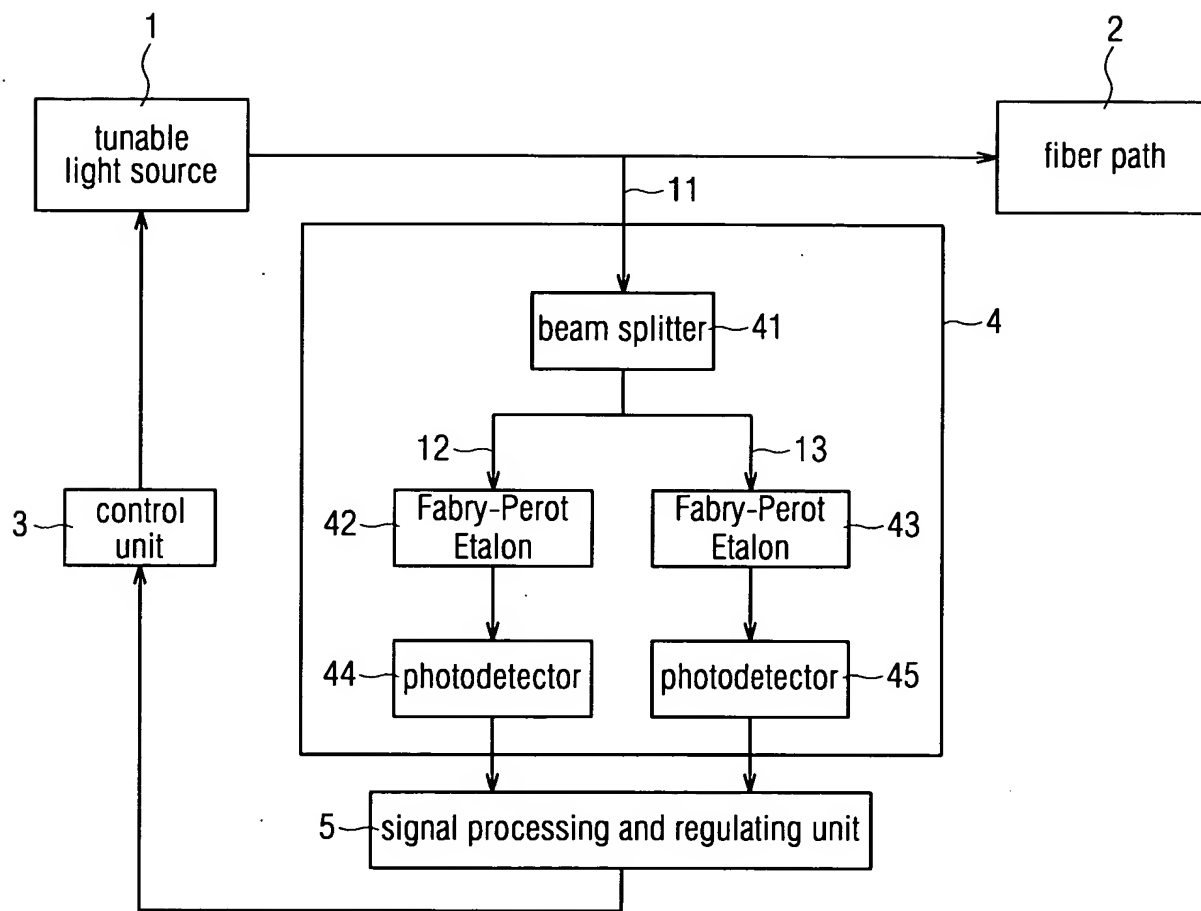 1
2
tunable
light source
fiber path
11
beam splitter
41
4
12
13
3
control
unit
42
Fabry-Perot
Etalon
Fabry-Perot
Etalon
43
44
photodetector
photodetector
45
5
signal processing and regulating unit